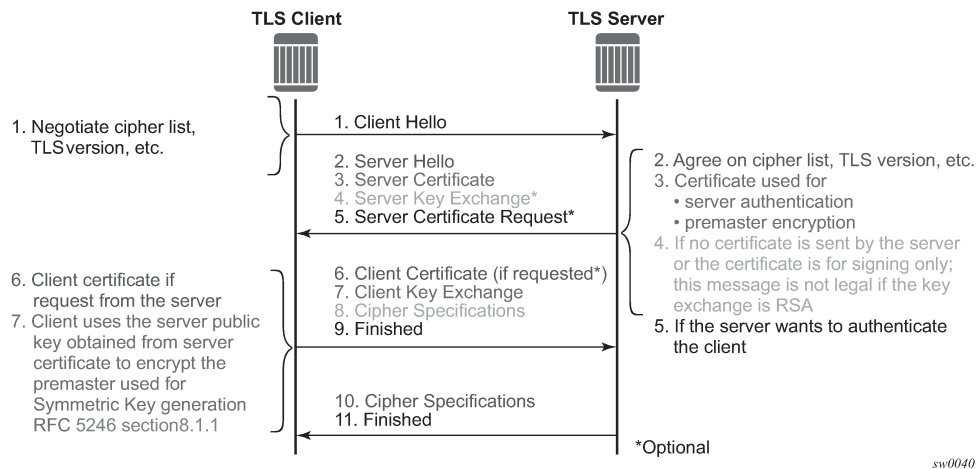 TLS Client
TLS Server
1. Negotiate cipher list,
TLS version, etc.
1. Client Hello
2. Server Hello
3. Server Certificate
4. Server Key Exchange*
5. Server Certificate Request*
2. Agree on cipher list, TLS version, etc.
3. Certificate used for
• server authentication
• premaster encryption
4. If no certificate is sent by the server
or the certificate is for signing only;
this message is not legal if the key
exchange is RSA
5. If the server wants to authenticate
the client
6. Client certificate if
request from the server
7. Client uses the server public
key obtained from server
certificate to encrypt the
premaster used for
Symmetric Key generation
RFC 5246 section8.1.1
6. Client Certificate (if requested*)
7. Client Key Exchange
8. Cipher Specifications
9. Finished
10. Cipher Specifications
11. Finished
*Optional
sw0040